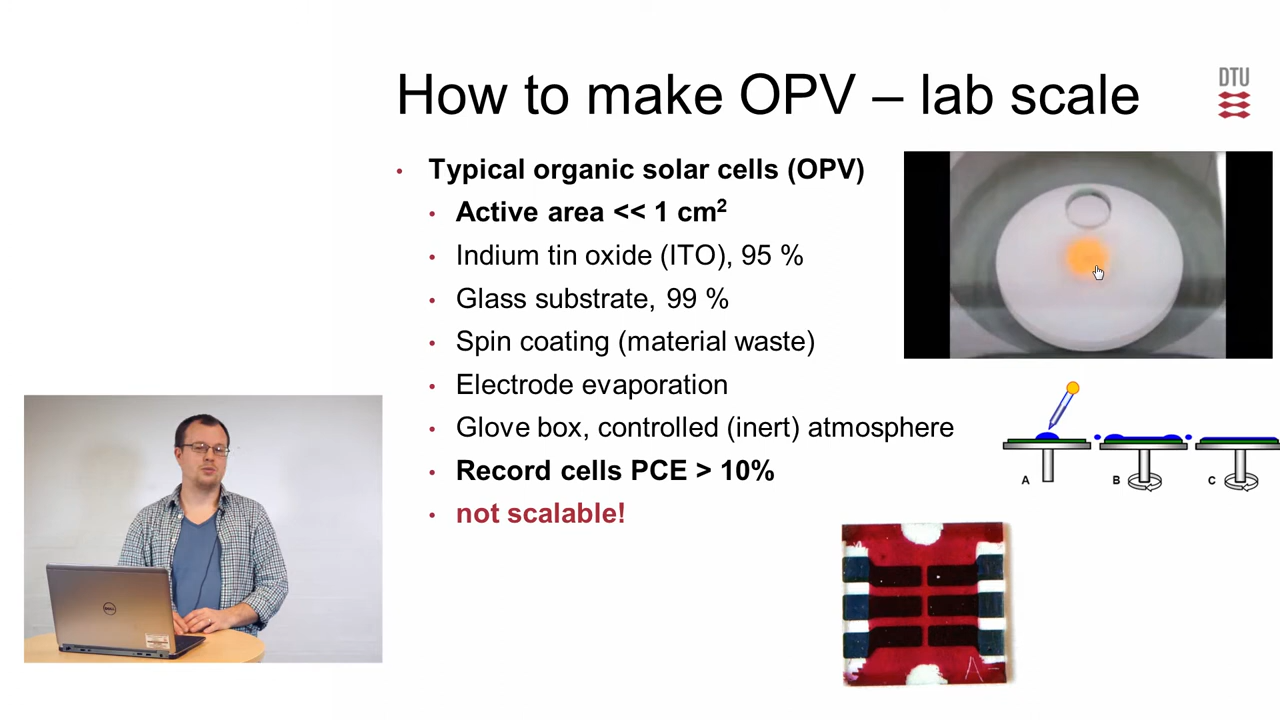 How to make OPV – lab scale
DTU
• Typical organic solar cells (OPV)
• Active area << 1 cm²
• Indium tin oxide (ITO), 95 %
• Glass substrate, 99 %
• Spin coating (material waste)
• Electrode evaporation
• Glove box, controlled (inert) atmosphere
• Record cells PCE > 10%
• not scalable!
A
B
C
DELL
A-